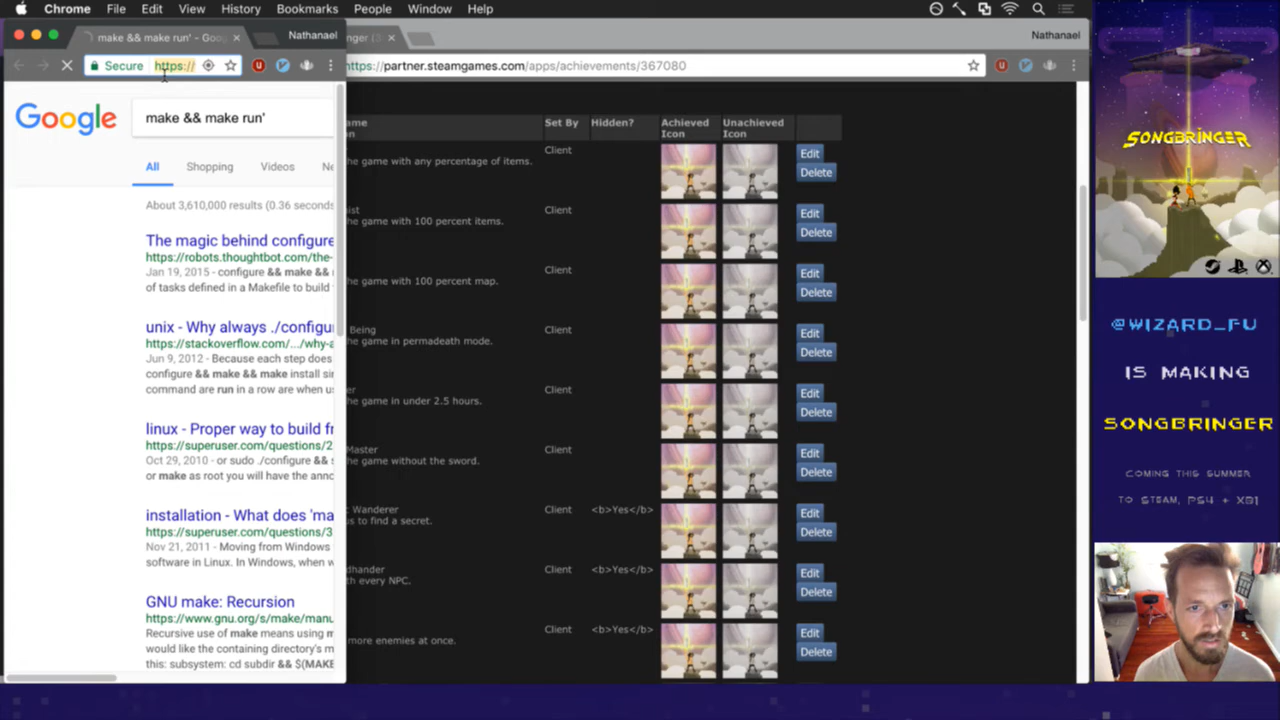 Chrome File Edit View History Bookmarks People Window Help
make && make run' - Goo
Nathanael
nger (3
Nathanael
Secure https://
https://partner.steamgames.com/apps/achievements/367080
Google
make && make run'
All Shopping Videos Ne
About 3,610,000 results (0.36 seconds
The magic behind configure
https://robots.thoughtbot.com/the-
Jan 19, 2015 - configure && make &&
of tasks defined in a Makefile to build
unix - Why always ./configu
https://stackoverflow.com/.../why-a
Jun 9, 2012 - Because each step does
configure && make && make install sin
command are run in a row are when u
linux - Proper way to build fr
https://superuser.com/questions/2
Oct 29, 2010 - or sudo ./configure && s
or make as root you will have the anno
installation - What does 'ma
https://superuser.com/questions/3
Nov 21, 2011 - Moving from Windows
software in Linux. In Windows, when w
GNU make: Recursion
https://www.gnu.org/s/make/manu
Recursive use of make means using m
would like the containing directory's m
this: subsystem: cd subdir && $(MAKE
ame Set By Hidden? Achieved Unachieved
on Icon Icon
Client Edit
he game with any percentage of items.
Delete
ist Client Edit
he game with 100 percent items.
Delete
Client Edit
he game with 100 percent map.
Delete
Being Client Edit
he game in permadeath mode.
Delete
er Client Edit
he game in under 2.5 hours.
Delete
Master Client Edit
he game without the sword.
Delete
t Wanderer Client <b>Yes</b> Edit
us to find a secret.
Delete
dhander Client <b>Yes</b> Edit
with every NPC.
Delete
Client <b>Yes</b> Edit
more enemies at once.
Delete
SONGBRINGER
@WIZARD_FU
IS MAKING
SONGBRINGER
COMING THIS SUMMER
TO STEAM, PS4 + XB1